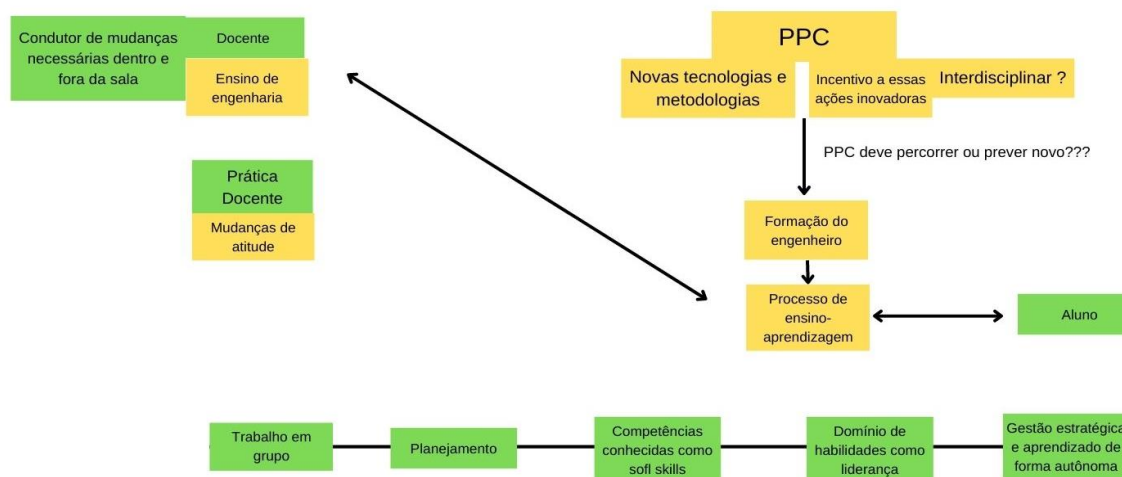 Condutor de mudanças
necessárias dentro e
fora da sala
Docente
Ensino de
engenharia
Prática
Docente
Mudanças de
atitude
PPC
Novas tecnologias e
metodologias
Incentivo a essas
ações inovadoras
Interdisciplinar ?
PPC deve percorrer ou prever novo???
Formação do
engenheiro
Processo de
ensino-
aprendizagem
Aluno
Trabalho em
grupo
Planejamento
Competências
conhecidas como
sofl skills
Domínio de
habilidades como
liderança
Gestão estratégica
e aprendizado de
forma autônoma